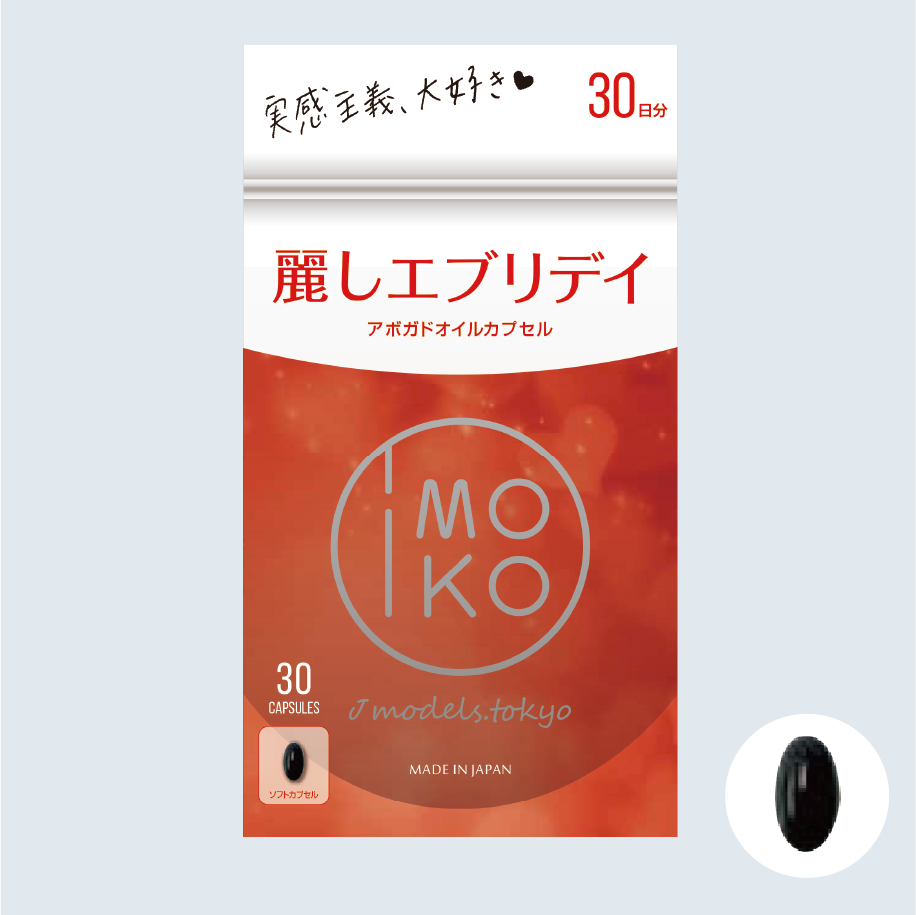 実感主義、大好き♥
30日分
麗しエブリデイ
アボガドオイルカプセル
iMOKO
30
CAPSULES
J models.tokyo
ソフトカプセル
MADE IN JAPAN